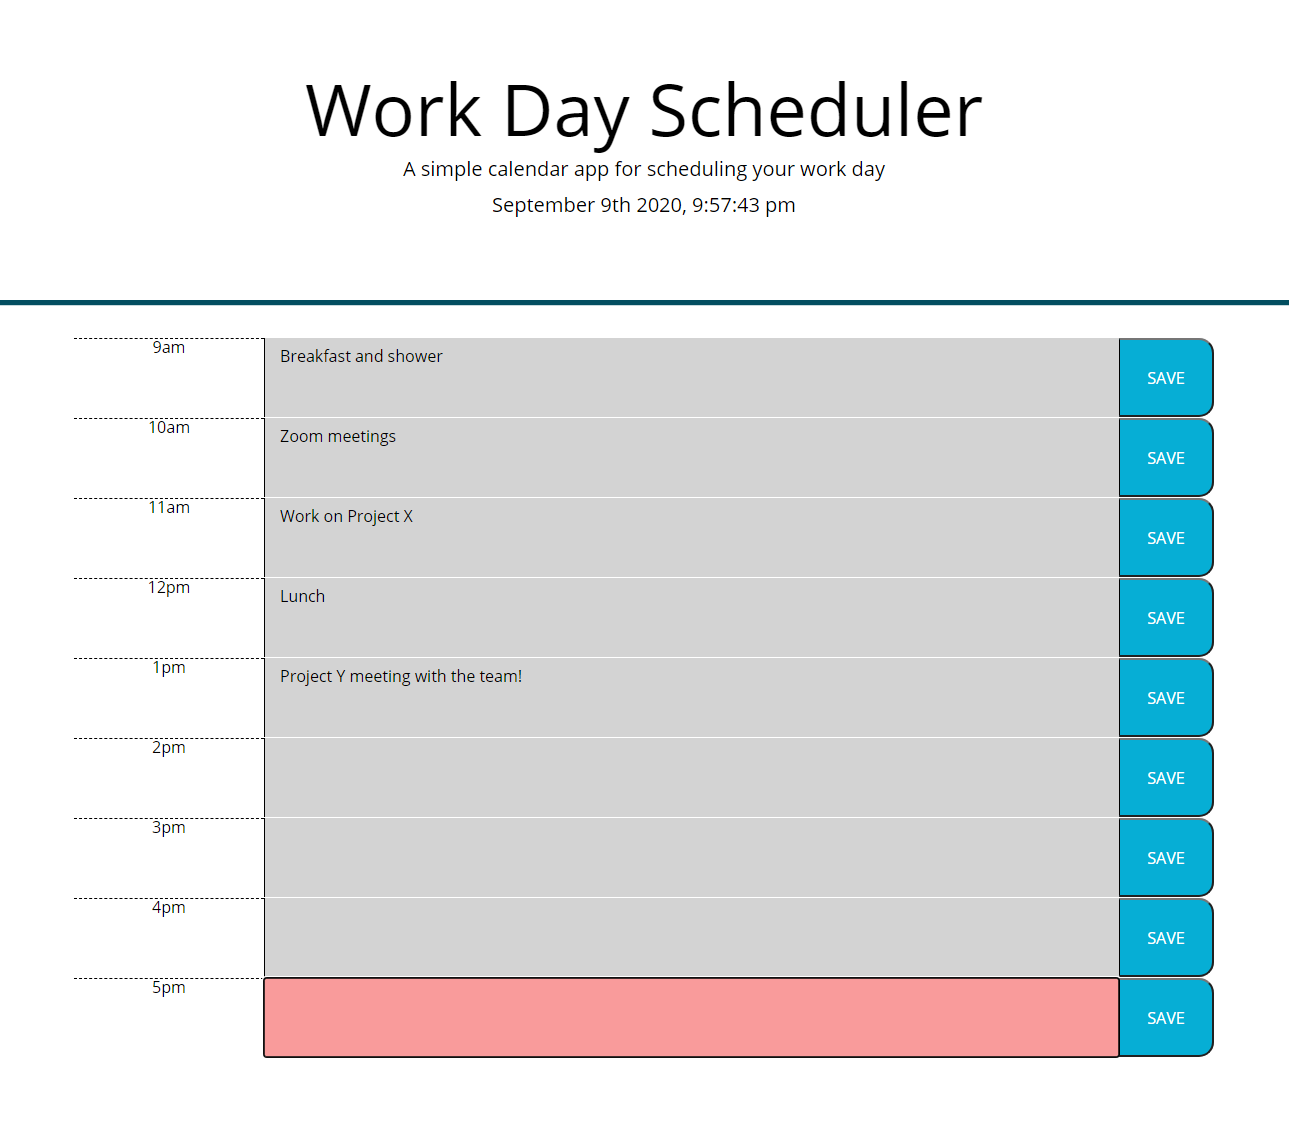 Work Day Scheduler
A simple calendar app for scheduling your work day
September 9th 2020, 9:57:43 pm
9am Breakfast and shower SAVE
10am Zoom meetings SAVE
11am Work on Project X SAVE
12pm Lunch SAVE
1pm Project Y meeting with the team! SAVE
2pm SAVE
3pm SAVE
4pm SAVE
5pm SAVE